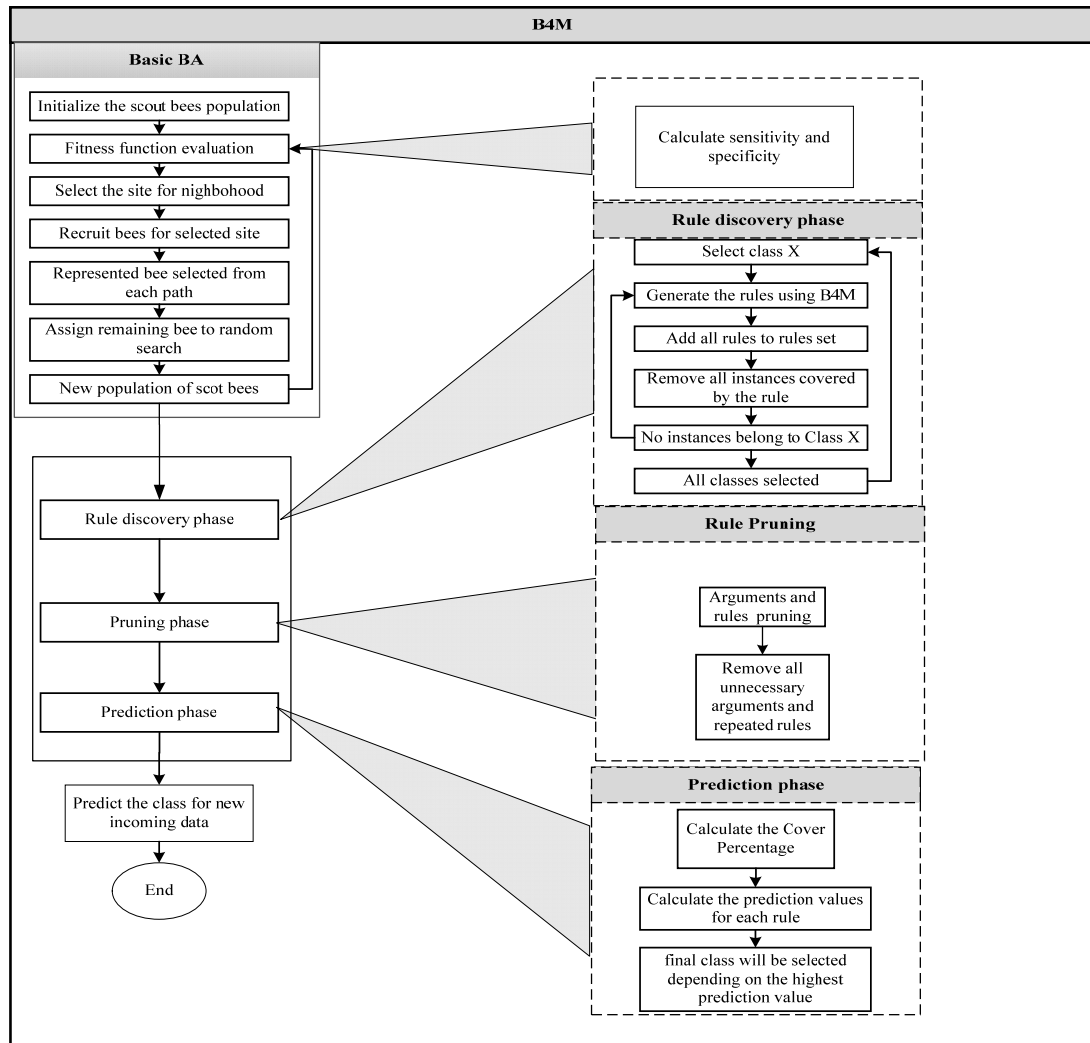 B4M
Basic BA
Initialize the scout bees population
Fitness function evaluation
Select the site for nighbohood
Recruit bees for selected site
Represented bee selected from
each path
Assign remaining bee to random
search
New population of scot bees
Rule discovery phase
Pruning phase
Prediction phase
Predict the class for new
incoming data
End
Calculate sensitivity and
specificity
Rule discovery phase
Select class X
Generate the rules using B4M
Add all rules to rules set
Remove all instances covered
by the rule
No instances belong to Class X
All classes selected
Rule Pruning
Arguments and
rules pruning
Remove all
unnecessary
arguments and
repeated rules
Prediction phase
Calculate the Cover
Percentage
Calculate the prediction values
for each rule
final class will be selected
depending on the highest
prediction value